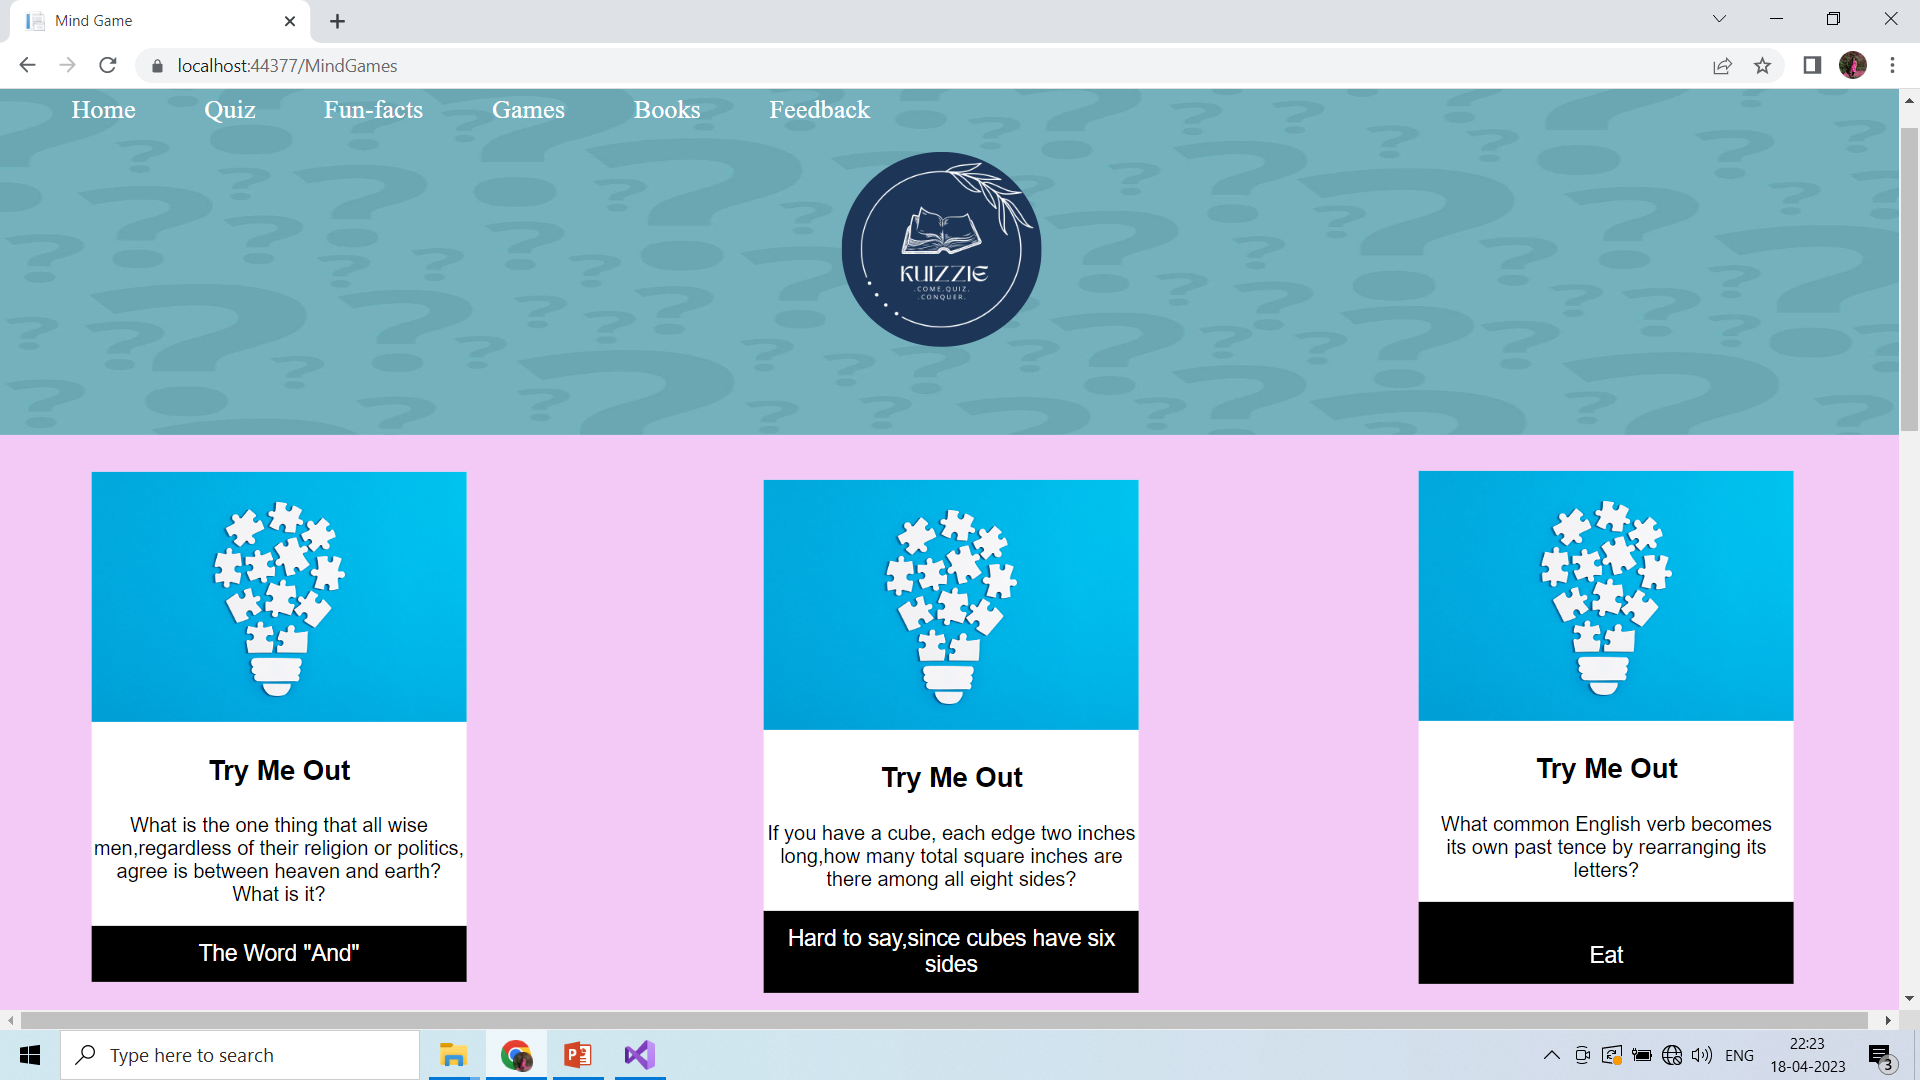 Mind Game
localhost:44377/MindGames
Home Quiz Fun-facts Games Books Feedback
KUIZZIE
.COME.QUIZ.
.CONQUER.
Try Me Out
What is the one thing that all wise
men,regardless of their religion or politics,
agree is between heaven and earth?
What is it?
The Word "And"
Try Me Out
If you have a cube, each edge two inches
long,how many total square inches are
there among all eight sides?
Hard to say,since cubes have six
sides
Try Me Out
What common English verb becomes
its own past tence by rearranging its
letters?
Eat
Type here to search
ENG
22:23
18-04-2023
3